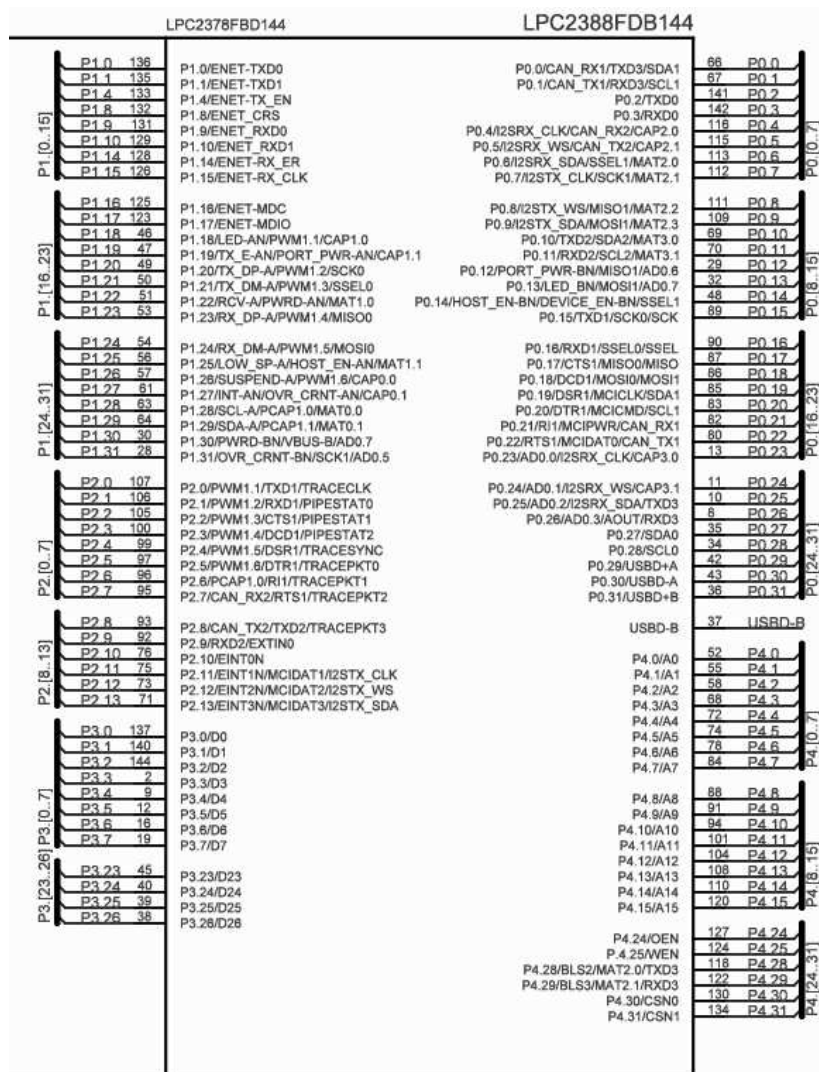 LPC2378FBD144 LPC2388FDB144
P1.[0..15]
P1.0 136 P1.0/ENET-TXD0
P1.1 135 P1.1/ENET-TXD1
P1.4 133 P1.4/ENET-TX_EN
P1.8 132 P1.8/ENET_CRS
P1.9 131 P1.9/ENET_RXD0
P1.10 129 P1.10/ENET_RXD1
P1.14 128 P1.14/ENET-RX_ER
P1.15 126 P1.15/ENET-RX_CLK
P1.[16..23]
P1.16 125 P1.16/ENET-MDC
P1.17 123 P1.17/ENET-MDIO
P1.18 46 P1.18/LED-AN/PWM1.1/CAP1.0
P1.19 47 P1.19/TX_E-AN/PORT_PWR-AN/CAP1.1
P1.20 49 P1.20/TX_DP-A/PWM1.2/SCK0
P1.21 50 P1.21/TX_DM-A/PWM1.3/SSEL0
P1.22 51 P1.22/RCV-A/PWRD-AN/MAT1.0
P1.23 53 P1.23/RX_DP-A/PWM1.4/MISO0
P1.[24..31]
P1.24 54 P1.24/RX_DM-A/PWM1.5/MOSI0
P1.25 56 P1.25/LOW_SP-A/HOST_EN-AN/MAT1.1
P1.26 57 P1.26/SUSPEND-A/PWM1.6/CAP0.0
P1.27 61 P1.27/INT-AN/OVR_CRNT-AN/CAP0.1
P1.28 63 P1.28/SCL-A/PCAP1.0/MAT0.0
P1.29 64 P1.29/SDA-A/PCAP1.1/MAT0.1
P1.30 30 P1.30/PWRD-BN/VBUS-B/AD0.7
P1.31 28 P1.31/OVR_CRNT-BN/SCK1/AD0.5
P2.[0..7]
P2.0 107 P2.0/PWM1.1/TXD1/TRACECLK
P2.1 106 P2.1/PWM1.2/RXD1/PIPESTAT0
P2.2 105 P2.2/PWM1.3/CTS1/PIPESTAT1
P2.3 100 P2.3/PWM1.4/DCD1/PIPESTAT2
P2.4 99 P2.4/PWM1.5/DSR1/TRACESYNC
P2.5 97 P2.5/PWM1.6/DTR1/TRACEPKT0
P2.6 96 P2.6/PCAP1.0/RI1/TRACEPKT1
P2.7 95 P2.7/CAN_RX2/RTS1/TRACEPKT2
P2.[8..13]
P2.8 93 P2.8/CAN_TX2/TXD2/TRACEPKT3
P2.9 92 P2.9/RXD2/EXTIN0
P2.10 76 P2.10/EINT0N
P2.11 75 P2.11/EINT1N/MCIDAT1/I2STX_CLK
P2.12 73 P2.12/EINT2N/MCIDAT2/I2STX_WS
P2.13 71 P2.13/EINT3N/MCIDAT3/I2STX_SDA
P3.[0..7]
P3.0 137 P3.0/D0
P3.1 140 P3.1/D1
P3.2 144 P3.2/D2
P3.3 2 P3.3/D3
P3.4 9 P3.4/D4
P3.5 12 P3.5/D5
P3.6 16 P3.6/D6
P3.7 19 P3.7/D7
P3.[23..26]
P3.23 45 P3.23/D23
P3.24 40 P3.24/D24
P3.25 39 P3.25/D25
P3.26 38 P3.26/D26
P0.0/CAN_RX1/TXD3/SDA1 66 P0.0
P0.1/CAN_TX1/RXD3/SCL1 67 P0.1
P0.2/TXD0 141 P0.2
P0.3/RXD0 142 P0.3
P0.4/I2SRX_CLK/CAN_RX2/CAP2.0 116 P0.4
P0.5/I2SRX_WS/CAN_TX2/CAP2.1 115 P0.5
P0.6/I2SRX_SDA/SSEL1/MAT2.0 113 P0.6
P0.7/I2STX_CLK/SCK1/MAT2.1 112 P0.7
P0.[0..7]
P0.8/I2STX_WS/MISO1/MAT2.2 111 P0.8
P0.9/I2STX_SDA/MOSI1/MAT2.3 109 P0.9
P0.10/TXD2/SDA2/MAT3.0 69 P0.10
P0.11/RXD2/SCL2/MAT3.1 70 P0.11
P0.12/PORT_PWR-BN/MISO1/AD0.6 29 P0.12
P0.13/LED_BN/MOSI1/AD0.7 32 P0.13
P0.14/HOST_EN-BN/DEVICE_EN-BN/SSEL1 48 P0.14
P0.15/TXD1/SCK0/SCK 89 P0.15
P0.[8..15]
P0.16/RXD1/SSEL0/SSEL 90 P0.16
P0.17/CTS1/MISO0/MISO 87 P0.17
P0.18/DCD1/MOSI0/MOSI1 86 P0.18
P0.19/DSR1/MCICLK/SDA1 85 P0.19
P0.20/DTR1/MCICMD/SCL1 83 P0.20
P0.21/RI1/MCIPWR/CAN_RX1 82 P0.21
P0.22/RTS1/MCIDAT0/CAN_TX1 80 P0.22
P0.23/AD0.0/I2SRX_CLK/CAP3.0 13 P0.23
P0.[16..23]
P0.24/AD0.1/I2SRX_WS/CAP3.1 11 P0.24
P0.25/AD0.2/I2SRX_SDA/TXD3 10 P0.25
P0.26/AD0.3/AOUT/RXD3 8 P0.26
P0.27/SDA0 35 P0.27
P0.28/SCL0 34 P0.28
P0.29/USBD+A 42 P0.29
P0.30/USBD-A 43 P0.30
P0.31/USBD+B 36 P0.31
P0.[24..31]
USBD-B 37 USBD-B
P4.0/A0 52 P4.0
P4.1/A1 55 P4.1
P4.2/A2 58 P4.2
P4.3/A3 68 P4.3
P4.4/A4 72 P4.4
P4.5/A5 74 P4.5
P4.6/A6 78 P4.6
P4.7/A7 84 P4.7
P4.[0..7]
P4.8/A8 88 P4.8
P4.9/A9 91 P4.9
P4.10/A10 94 P4.10
P4.11/A11 101 P4.11
P4.12/A12 104 P4.12
P4.13/A13 108 P4.13
P4.14/A14 110 P4.14
P4.15/A15 120 P4.15
P4.[8..15]
P4.24/OEN 127 P4.24
P.4.25/WEN 124 P4.25
P4.28/BLS2/MAT2.0/TXD3 118 P4.28
P4.29/BLS3/MAT2.1/RXD3 122 P4.29
P4.30/CSN0 130 P4.30
P4.31/CSN1 134 P4.31
P4.[24..31]